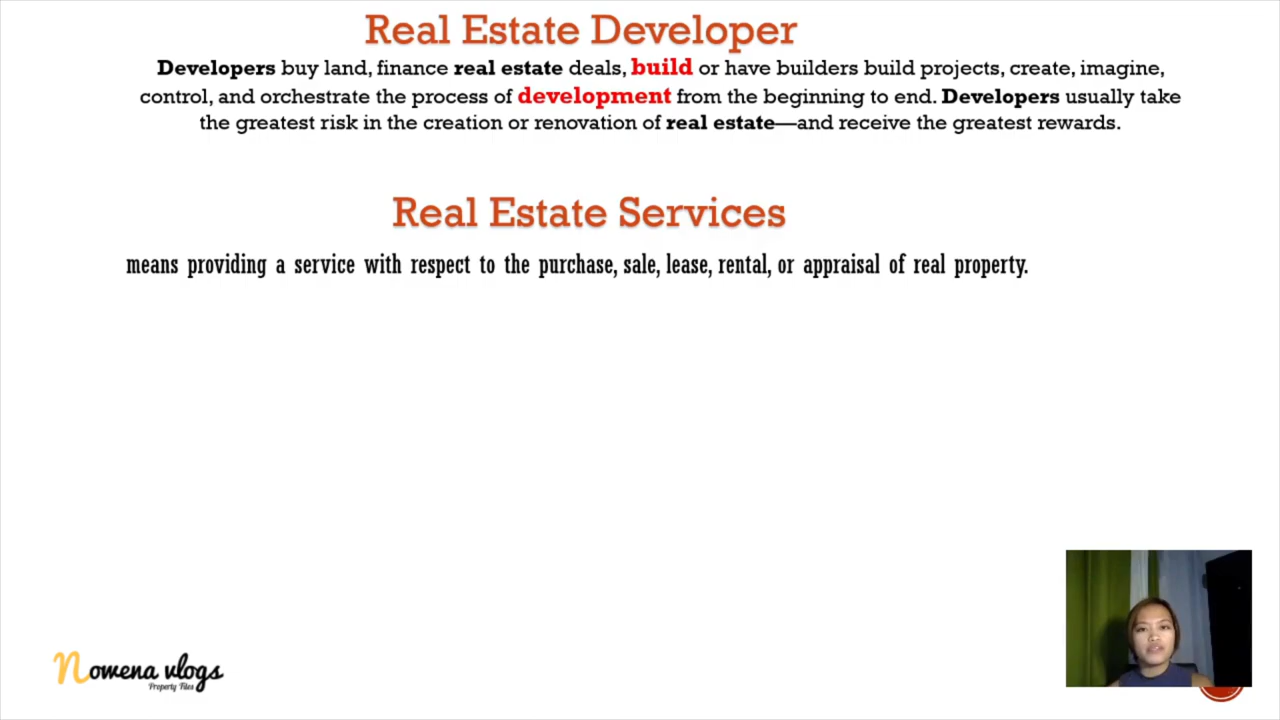 Real Estate Developer
Developers buy land, finance real estate deals, build or have builders build projects, create, imagine,
control, and orchestrate the process of development from the beginning to end. Developers usually take
the greatest risk in the creation or renovation of real estate—and receive the greatest rewards.
Real Estate Services
means providing a service with respect to the purchase, sale, lease, rental, or appraisal of real property.
Nowena vlogs
Property Files